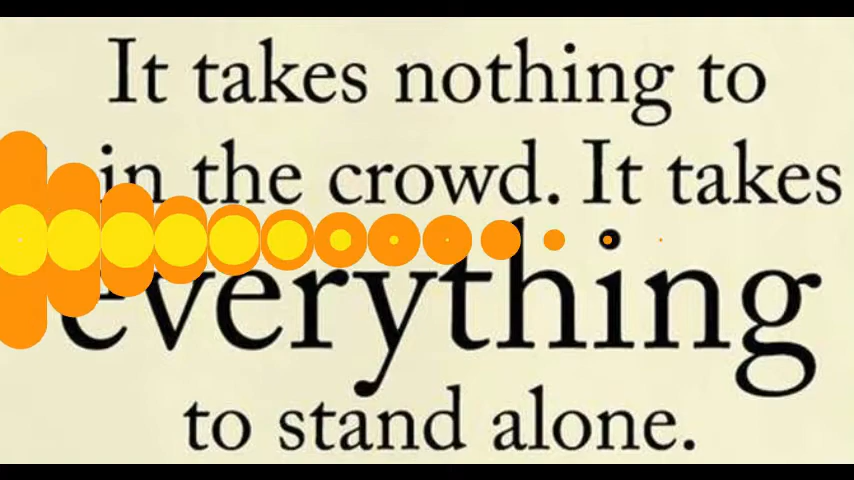 It takes nothing to
in the crowd. It takes
everything
to stand alone.